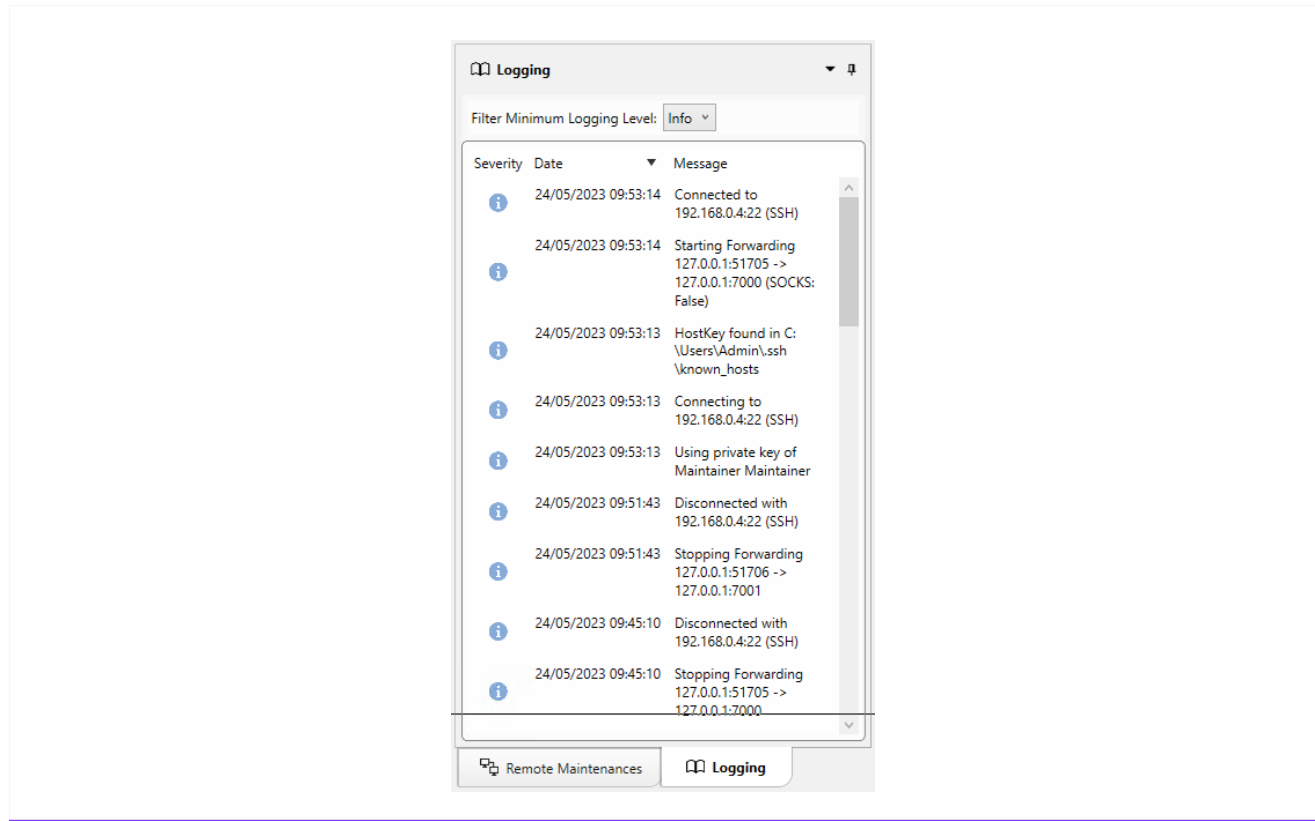 Logging
Filter Minimum Logging Level: Info
Severity Date Message
24/05/2023 09:53:14 Connected to
192.168.0.4:22 (SSH)
24/05/2023 09:53:14 Starting Forwarding
127.0.0.1:51705 ->
127.0.0.1:7000 (SOCKS:
False)
24/05/2023 09:53:13 HostKey found in C:
\Users\Admin\.ssh
\known_hosts
24/05/2023 09:53:13 Connecting to
192.168.0.4:22 (SSH)
24/05/2023 09:53:13 Using private key of
Maintainer Maintainer
24/05/2023 09:51:43 Disconnected with
192.168.0.4:22 (SSH)
24/05/2023 09:51:43 Stopping Forwarding
127.0.0.1:51706 ->
127.0.0.1:7001
24/05/2023 09:45:10 Disconnected with
192.168.0.4:22 (SSH)
24/05/2023 09:45:10 Stopping Forwarding
127.0.0.1:51705 ->
127.0.0.1:7000
Remote Maintenances Logging